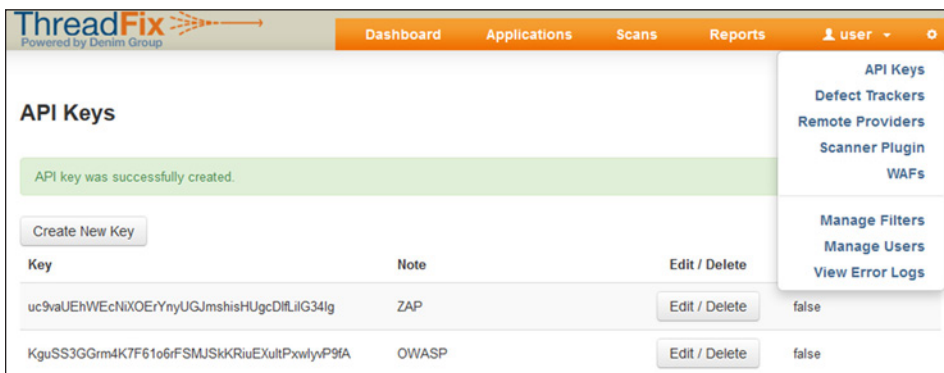 ThreadFix
Powered by Denim Group
Dashboard Applications Scans Reports user
API Keys
Defect Trackers
Remote Providers
Scanner Plugin
WAFs
Manage Filters
Manage Users
View Error Logs
API Keys
API key was successfully created.
Create New Key
Key Note Edit / Delete
uc9vaUEhWEcNiXOErYnyUGJmshisHUgcDlfLilG34Ig ZAP Edit / Delete false
KguSS3GGrm4K7F61o6rFSMJSkKRiuEXultPxwlyvP9fA OWASP Edit / Delete false